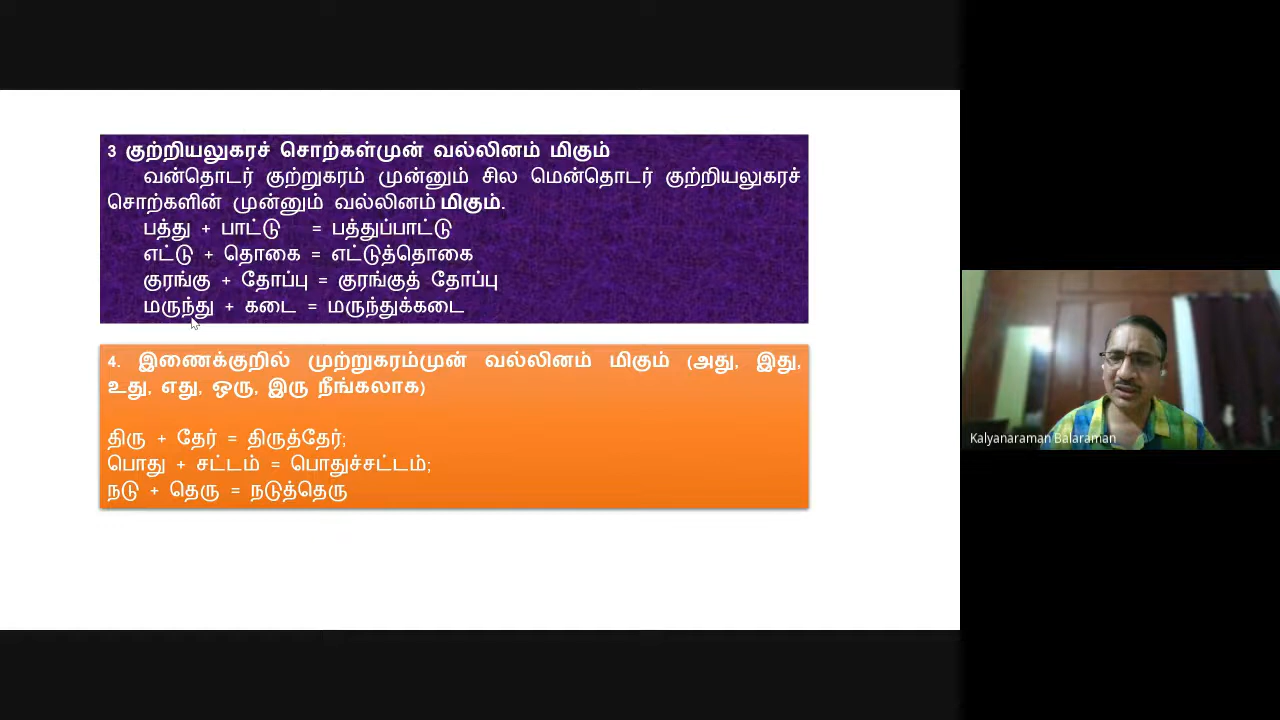 3 குற்றியலுகரச் சொற்கள்முன் வல்லினம் மிகும்
வன்தொடர் குற்றுகரம் முன்னும் சில மென்தொடர் குற்றியலுகரச்
சொற்களின் முன்னும் வல்லினம் மிகும்.
பத்து + பாட்டு = பத்துப்பாட்டு
எட்டு + தொகை = எட்டுத்தொகை
குரங்கு + தோப்பு = குரங்குத் தோப்பு
மருந்து + கடை = மருந்துக்கடை
4. இணைக்குறில் முற்றுகரம்முன் வல்லினம் மிகும் (அது, இது,
உது, எது, ஒரு, இரு நீங்கலாக)
திரு + தேர் = திருத்தேர்;
பொது + சட்டம் = பொதுச்சட்டம்;
நடு + தெரு = நடுத்தெரு
Kalyanaraman Balaraman